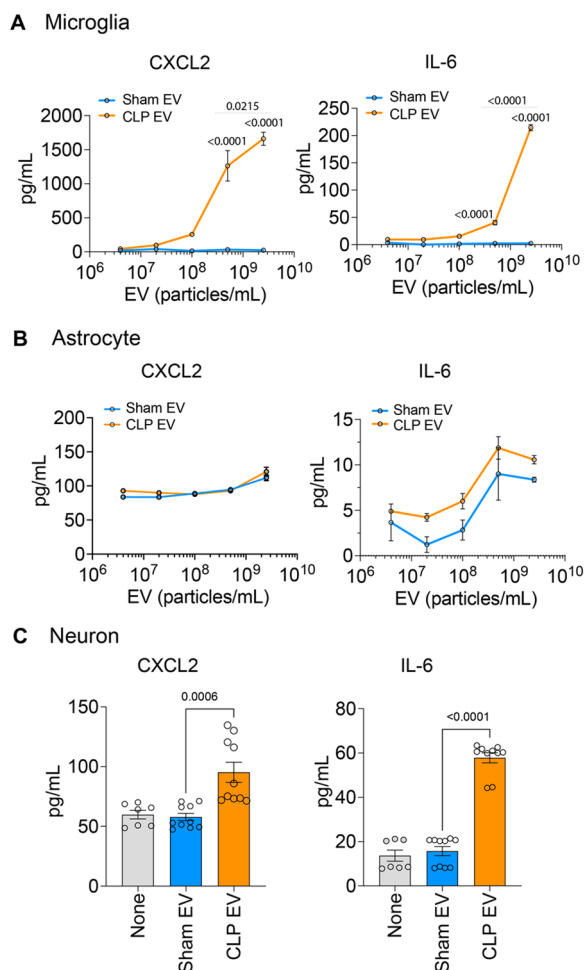 A Microglia
CXCL2
IL-6
Sham EV
CLP EV
0.0215
<0.0001
<0.0001
2000
1500
1000
500
0
pg/mL
10^6 10^7 10^8 10^9 10^10
EV (particles/mL)
Sham EV
CLP EV
<0.0001
<0.0001
<0.0001
250
200
150
100
50
0
pg/mL
10^6 10^7 10^8 10^9 10^10
EV (particles/mL)
B Astrocyte
CXCL2
IL-6
Sham EV
CLP EV
200
150
100
50
0
pg/mL
10^6 10^7 10^8 10^9 10^10
EV (particles/mL)
Sham EV
CLP EV
15
10
5
0
pg/mL
10^6 10^7 10^8 10^9 10^10
EV (particles/mL)
C Neuron
CXCL2
IL-6
0.0006
150
100
50
0
pg/mL
None
Sham EV
CLP EV
<0.0001
80
60
40
20
0
pg/mL
None
Sham EV
CLP EV